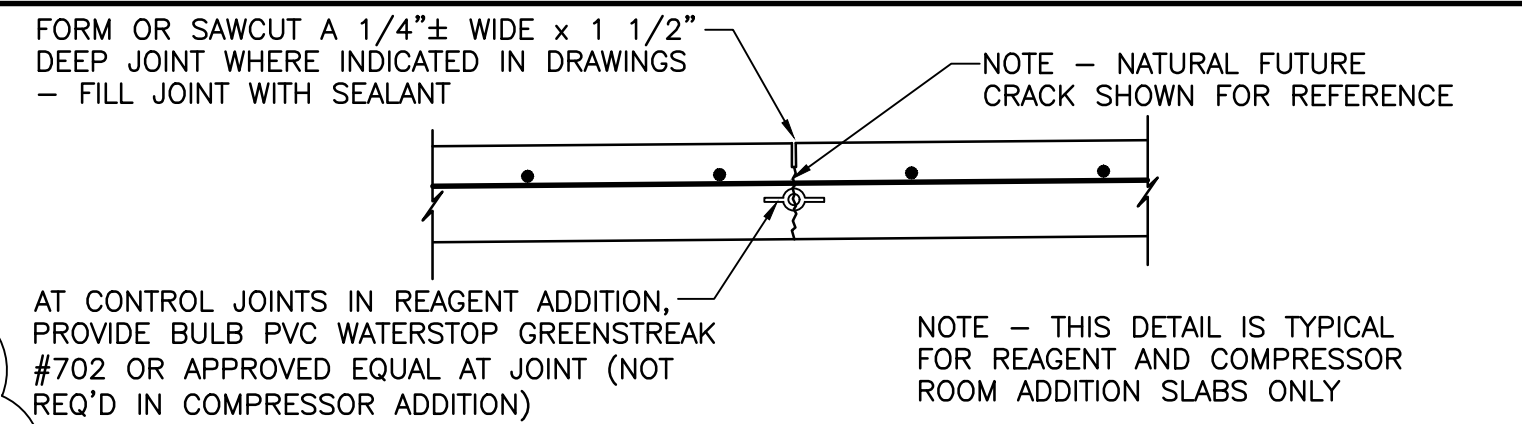 FORM OR SAWCUT A 1/4"± WIDE x 1 1/2"
DEEP JOINT WHERE INDICATED IN DRAWINGS
– FILL JOINT WITH SEALANT
NOTE – NATURAL FUTURE
CRACK SHOWN FOR REFERENCE
AT CONTROL JOINTS IN REAGENT ADDITION,
PROVIDE BULB PVC WATERSTOP GREENSTREAK
#702 OR APPROVED EQUAL AT JOINT (NOT
REQ'D IN COMPRESSOR ADDITION)
NOTE – THIS DETAIL IS TYPICAL
FOR REAGENT AND COMPRESSOR
ROOM ADDITION SLABS ONLY